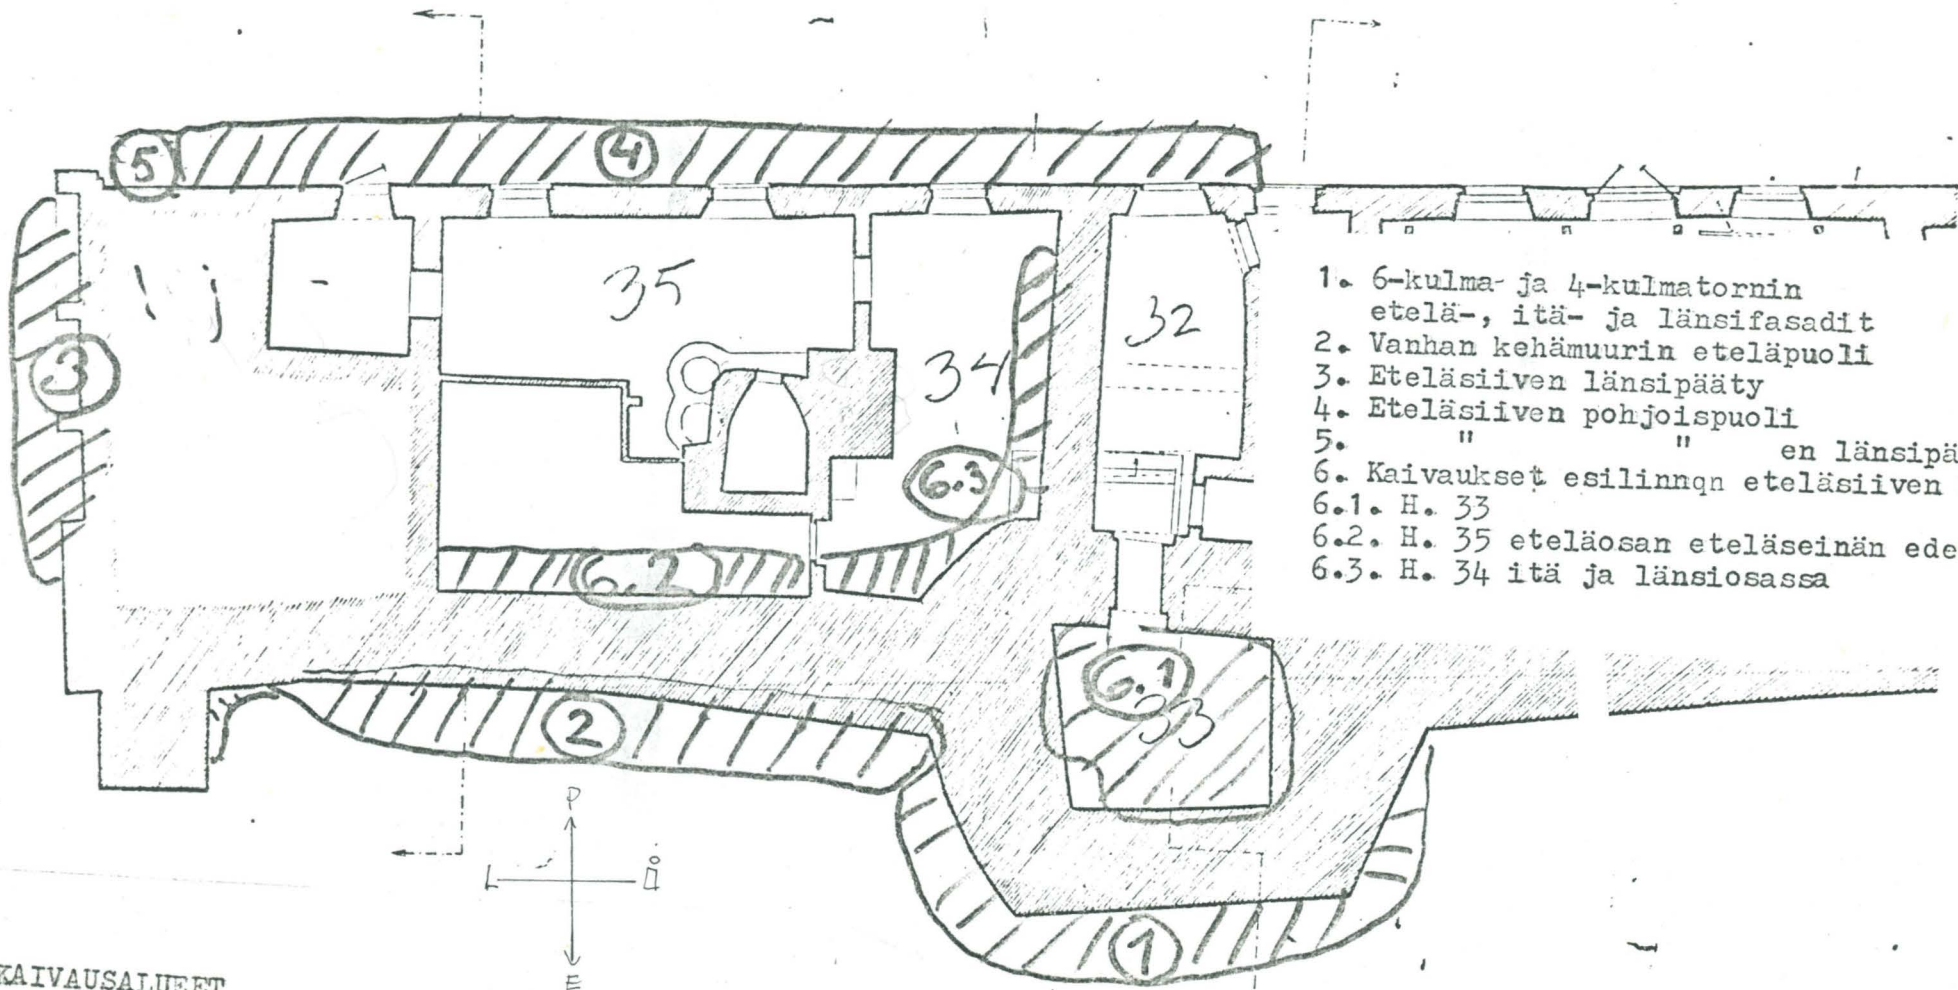 5
4
3
35
34
32
6.3
6.2
6.1
33
2
1
P
L
I
E
1. 6-kulma- ja 4-kulmatornin
etelä-, itä- ja länsifasadit
2. Vanhan kehämuurin eteläpuoli
3. Eteläsiiven länsipääty
4. Eteläsiiven pohjoispuoli
5. " " en länsipä
6. Kaivaukset esilinnan eteläsiiven
6.1. H. 33
6.2. H. 35 eteläosan eteläseinän ede
6.3. H. 34 itä ja länsiosassa
KAIVAUSALUEET